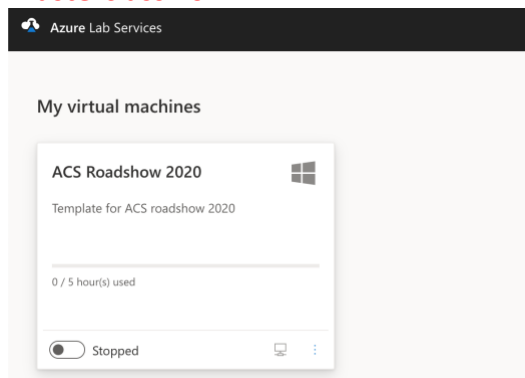 Azure Lab Services
My virtual machines
ACS Roadshow 2020
Template for ACS roadshow 2020
0 / 5 hour(s) used
Stopped